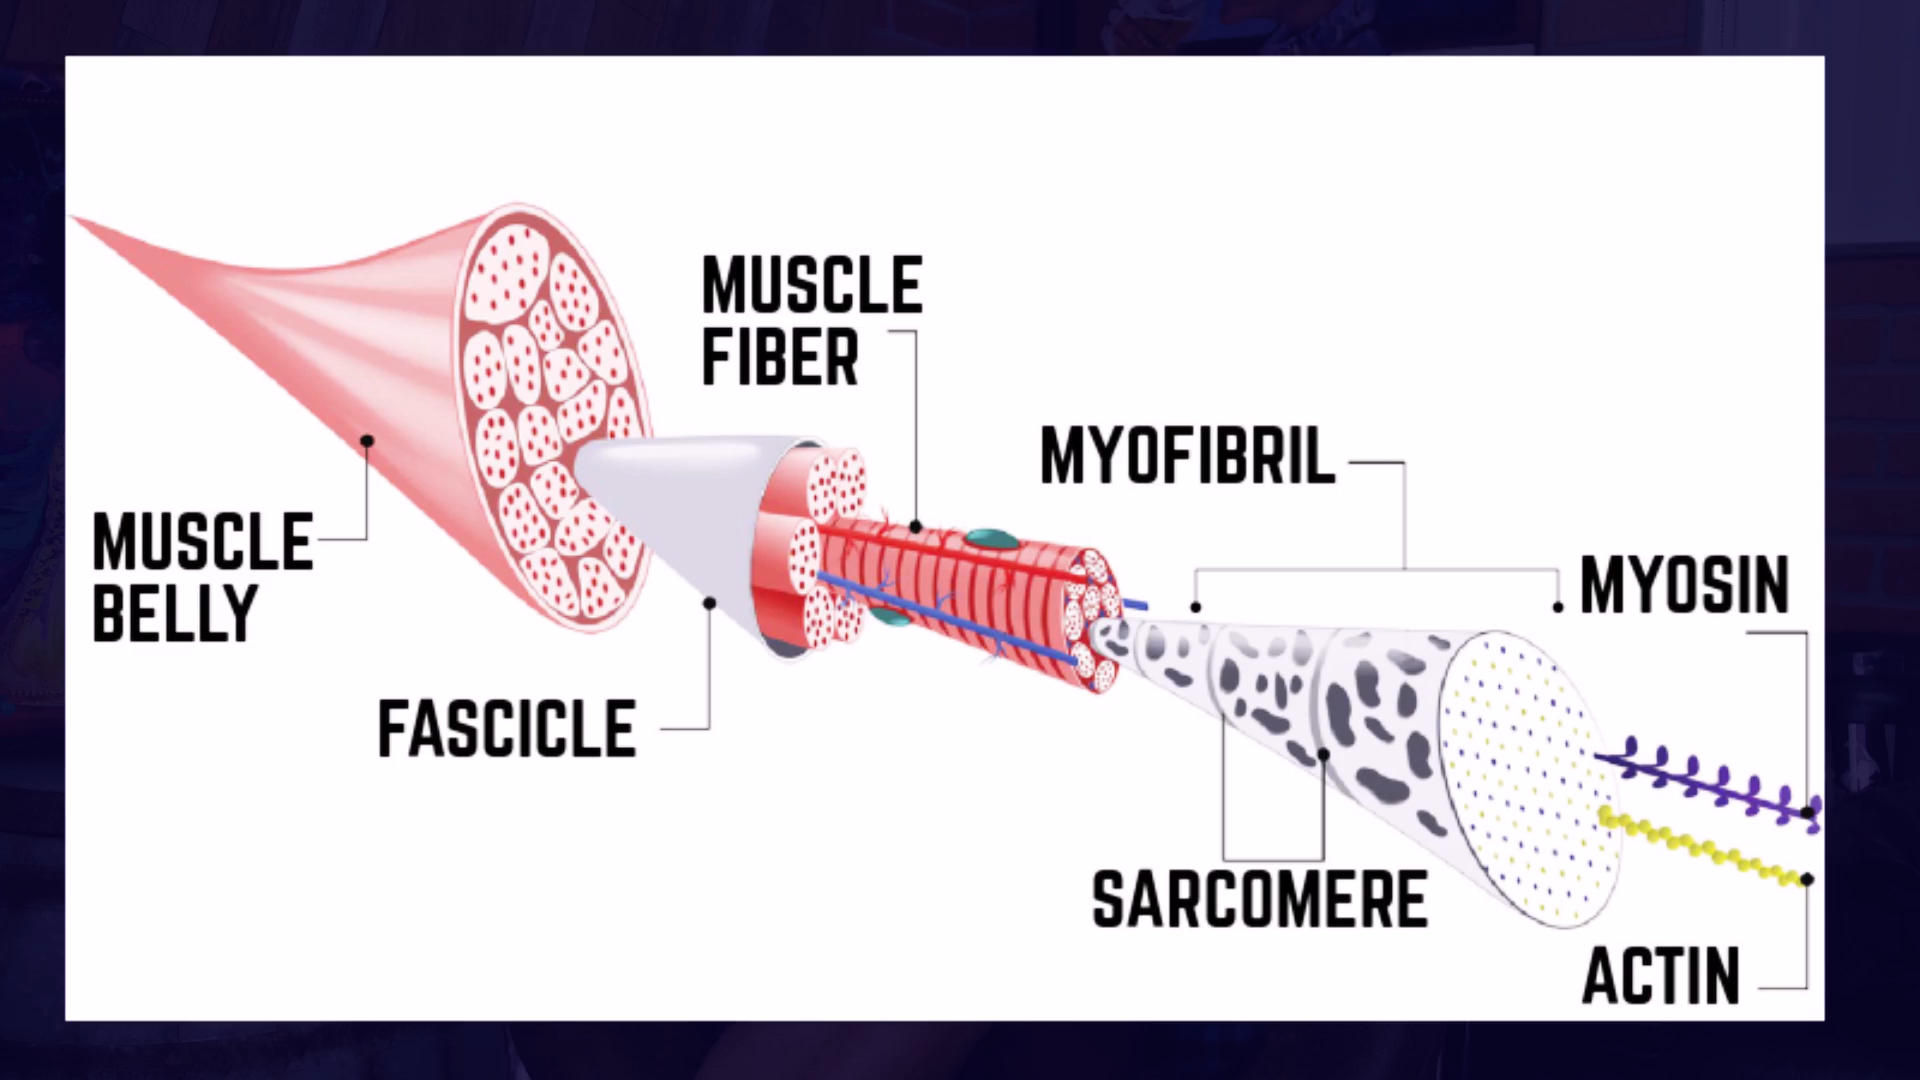 MUSCLE
FIBER
MYOFIBRIL
MUSCLE
BELLY
MYOSIN
FASCICLE
SARCOMERE
ACTIN